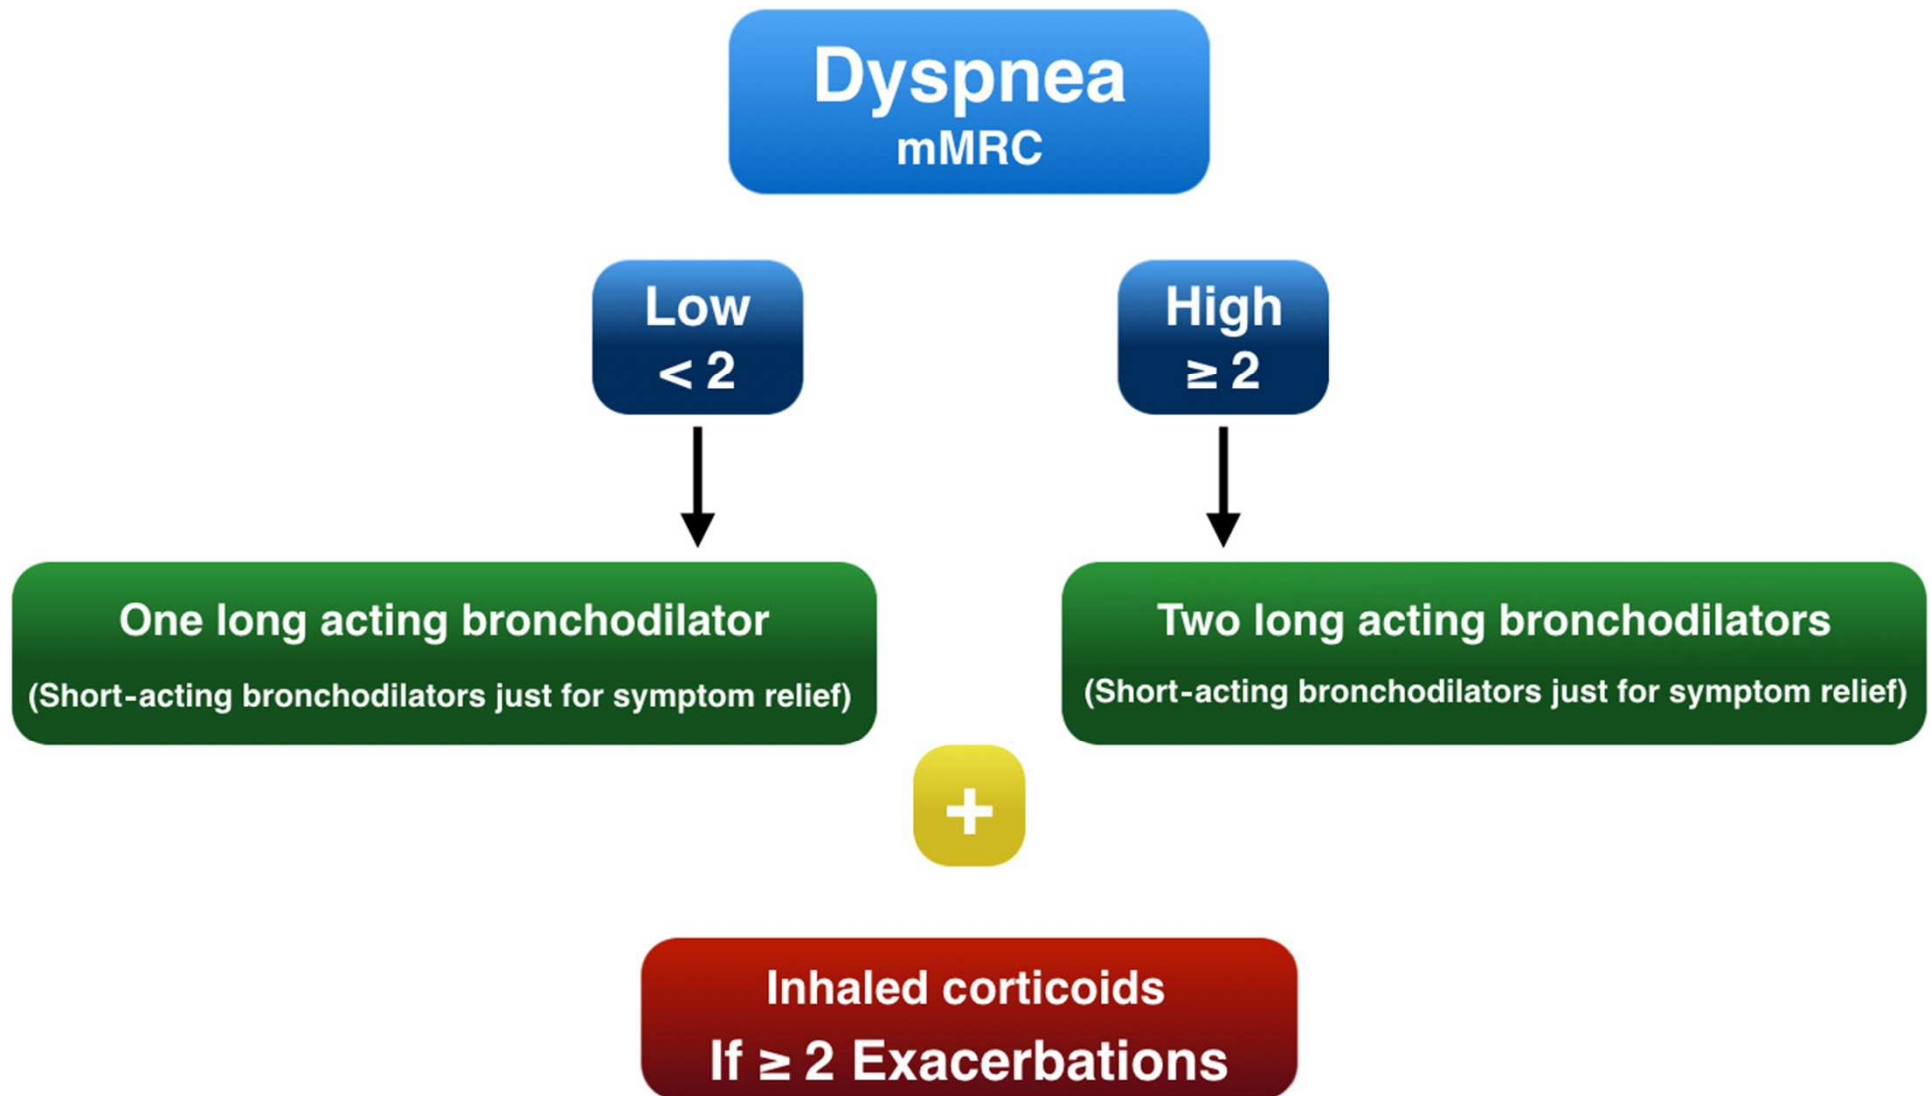 Dyspnea
mMRC
Low
< 2
High
≥ 2
One long acting bronchodilator
(Short-acting bronchodilators just for symptom relief)
Two long acting bronchodilators
(Short-acting bronchodilators just for symptom relief)
+
Inhaled corticoids
If ≥ 2 Exacerbations